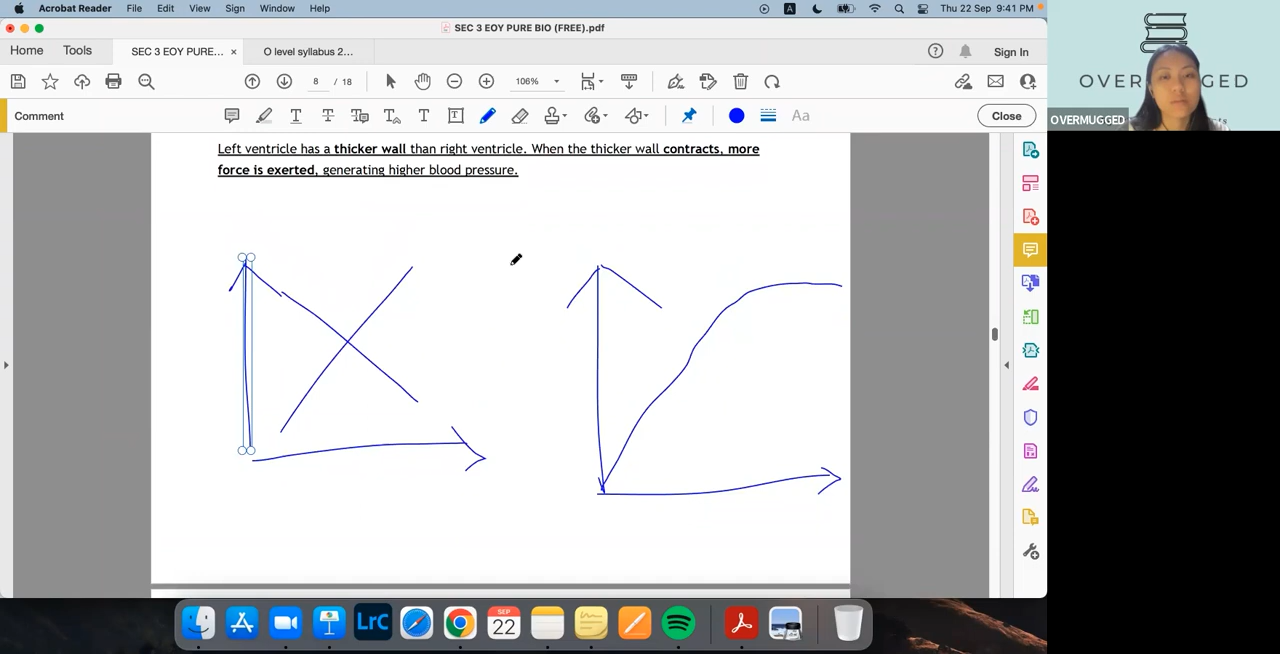 Acrobat Reader File Edit View Sign Window Help
A Thu 22 Sep 9:41 PM
SEC 3 EOY PURE BIO (FREE).pdf
Home Tools SEC 3 EOY PURE... × O level syllabus 2... ? Sign In
8 / 18 106%
Comment Aa Close
Left ventricle has a thicker wall than right ventricle. When the thicker wall contracts, more
force is exerted, generating higher blood pressure.
OVERMUGGED
LrC SEP 22